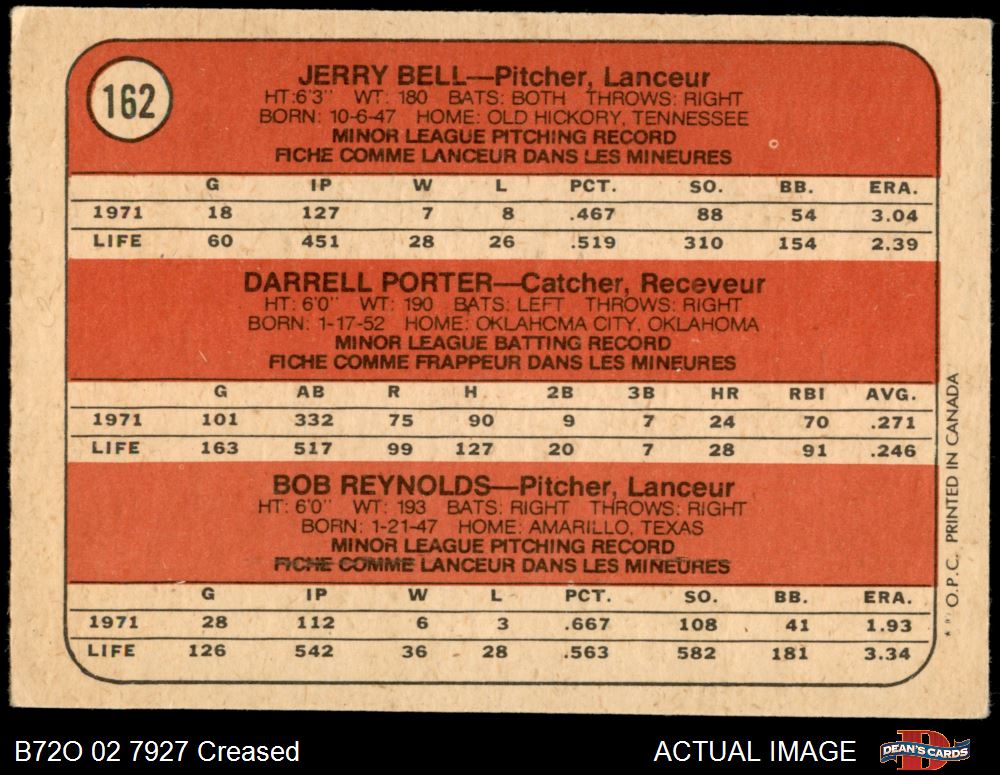 162
JERRY BELL—Pitcher, Lanceur
HT:6'3" WT: 180 BATS: BOTH THROWS: RIGHT
BORN: 10-6-47 HOME: OLD HICKORY, TENNESSEE
MINOR LEAGUE PITCHING RECORD
FICHE COMME LANCEUR DANS LES MINEURES
G IP W L PCT. SO. BB. ERA.
1971 18 127 7 8 .467 88 54 3.04
LIFE 60 451 28 26 .519 310 154 2.39
DARRELL PORTER—Catcher, Receveur
HT: 6'0" WT: 190 BATS: LEFT THROWS: RIGHT
BORN: 1-17-52 HOME: OKLAHOMA CITY, OKLAHOMA
MINOR LEAGUE BATTING RECORD
FICHE COMME FRAPPEUR DANS LES MINEURES
G AB R H 2B 3B HR RBI AVG.
1971 101 332 75 90 9 7 24 70 .271
LIFE 163 517 99 127 20 7 28 91 .246
BOB REYNOLDS—Pitcher, Lanceur
HT: 6'0" WT: 193 BATS: RIGHT THROWS: RIGHT
BORN: 1-21-47 HOME: AMARILLO, TEXAS
MINOR LEAGUE PITCHING RECORD
FICHE COMME LANCEUR DANS LES MINEURES
G IP W L PCT. SO. BB. ERA.
1971 28 112 6 3 .667 108 41 1.93
LIFE 126 542 36 28 .563 582 181 3.34
* " O.P.C. PRINTED IN CANADA
B72O 02 7927 Creased
ACTUAL IMAGE
DEAN'S CARDS